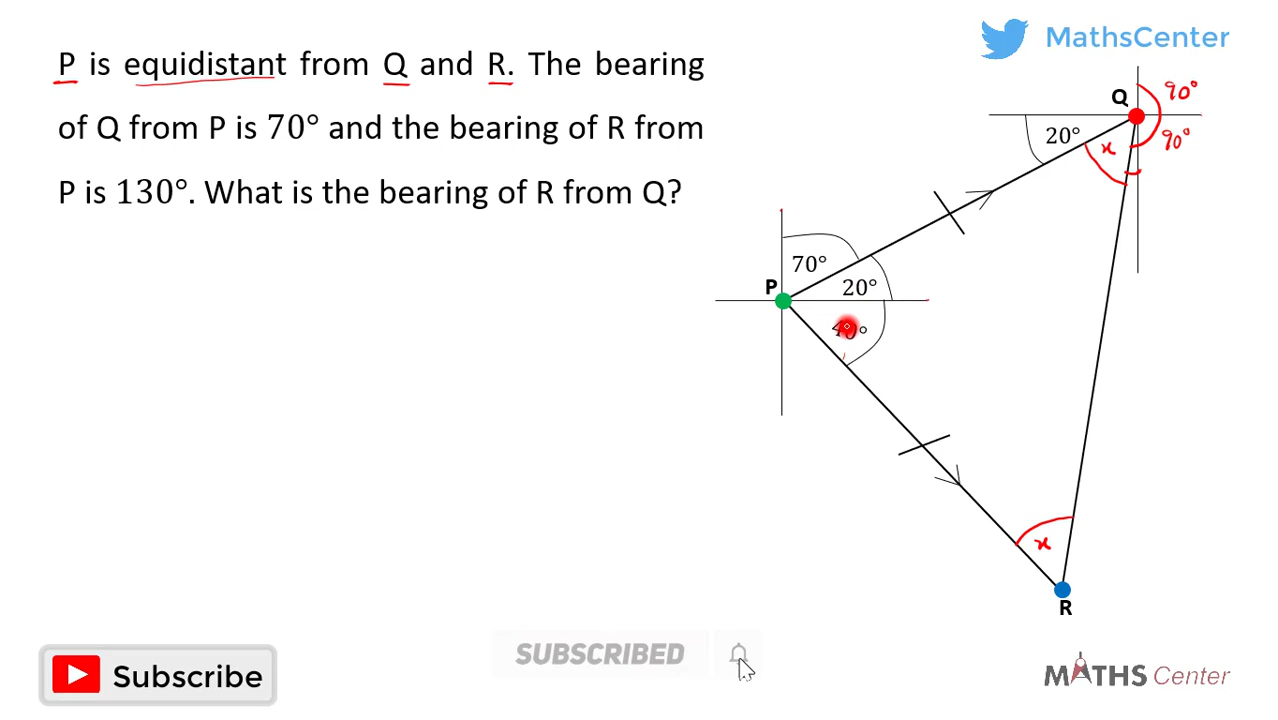 MathsCenter
P is equidistant from Q and R. The bearing
of Q from P is 70° and the bearing of R from
P is 130°. What is the bearing of R from Q?
Q
90°
20°
x
90°
70°
P
20°
40°
x
R
Subscribe
SUBSCRIBED
MATHS Center